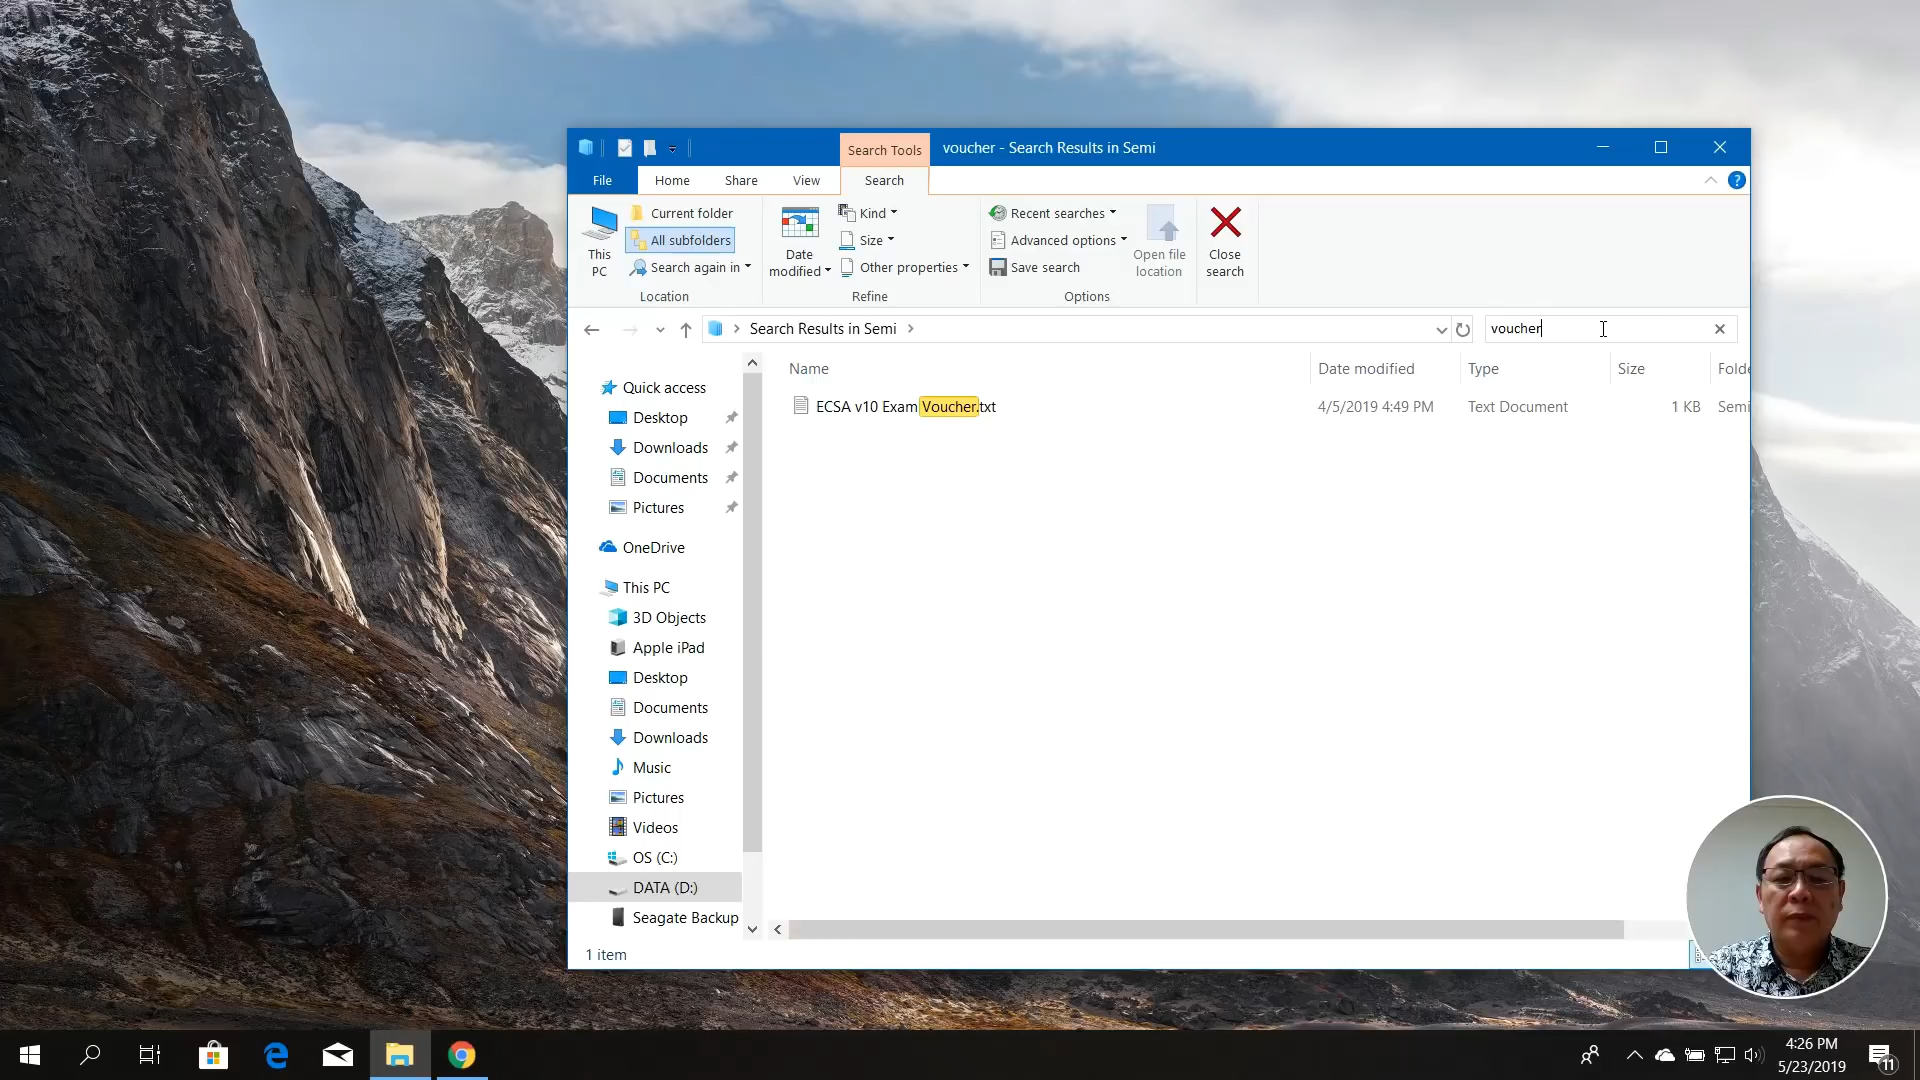 Search Tools
voucher - Search Results in Semi
File
Home
Share
View
Search
?
This PC
Current folder
All subfolders
Search again in
Location
Date modified
Kind
Size
Other properties
Refine
Recent searches
Advanced options
Save search
Options
Open file location
Close search
Search Results in Semi
voucher
Name
Date modified
Type
Size
Folde
ECSA v10 Exam Voucher.txt
4/5/2019 4:49 PM
Text Document
1 KB
Semi
Quick access
Desktop
Downloads
Documents
Pictures
OneDrive
This PC
3D Objects
Apple iPad
Desktop
Documents
Downloads
Music
Pictures
Videos
OS (C:)
DATA (D:)
Seagate Backup
1 item
4:26 PM
5/23/2019
11